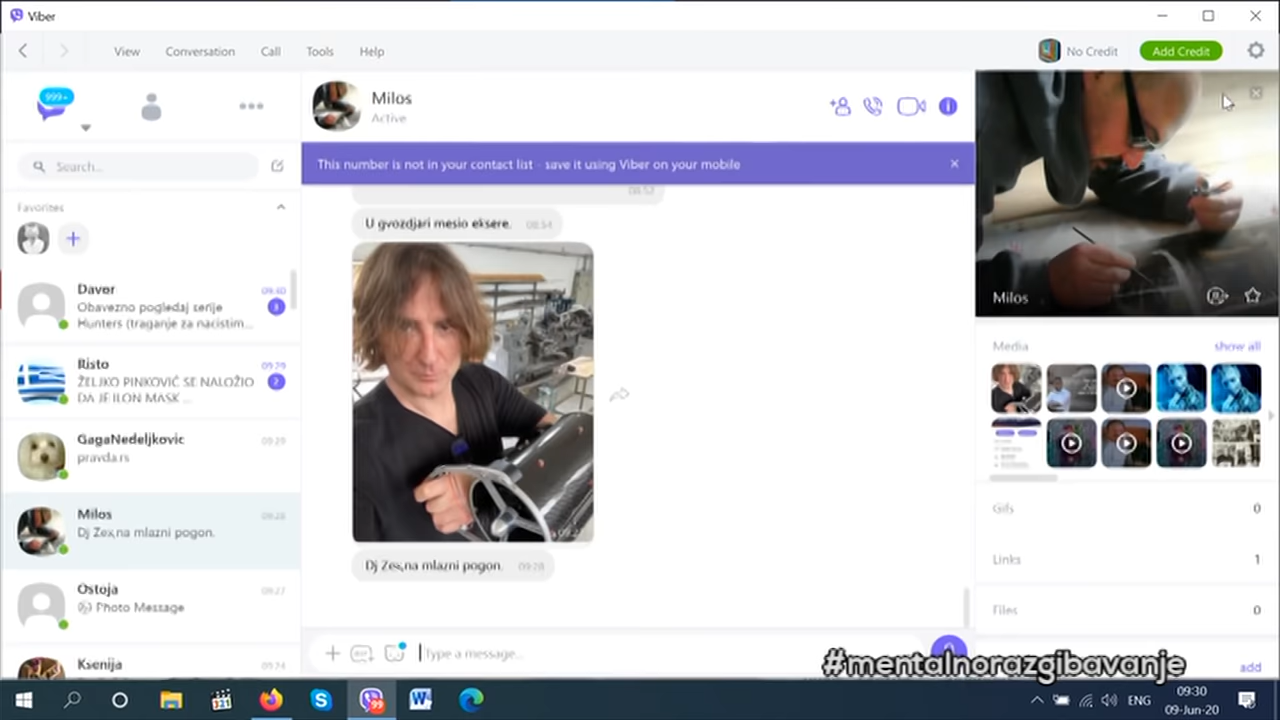 Viber
View Conversation Call Tools Help
No Credit
Add Credit
999+
Search...
Favorites
Davor 09:30
Obavezno pogledaj serije 3
Hunters (traganje za nacistim...
Risto 09:29
ŽELJKO PINKOVIĆ SE NALOŽIO 2
DA JE ILON MASK ...
GagaNedeljkovic 09:29
pravda.rs
Milos 09:28
Dj Zex,na mlazni pogon.
Ostoja 09:27
Photo Message
Ksenija
Milos
Active
This number is not in your contact list - save it using Viber on your mobile
U gvozdjari mesio eksere. 08:54
Dj Zex,na mlazni pogon. 09:28
Type a message...
Milos
Media show all
Gifs 0
Links 1
Files 0
add
#mentalnorazgibavanje
321
99
ENG
09:30
09-Jun-20